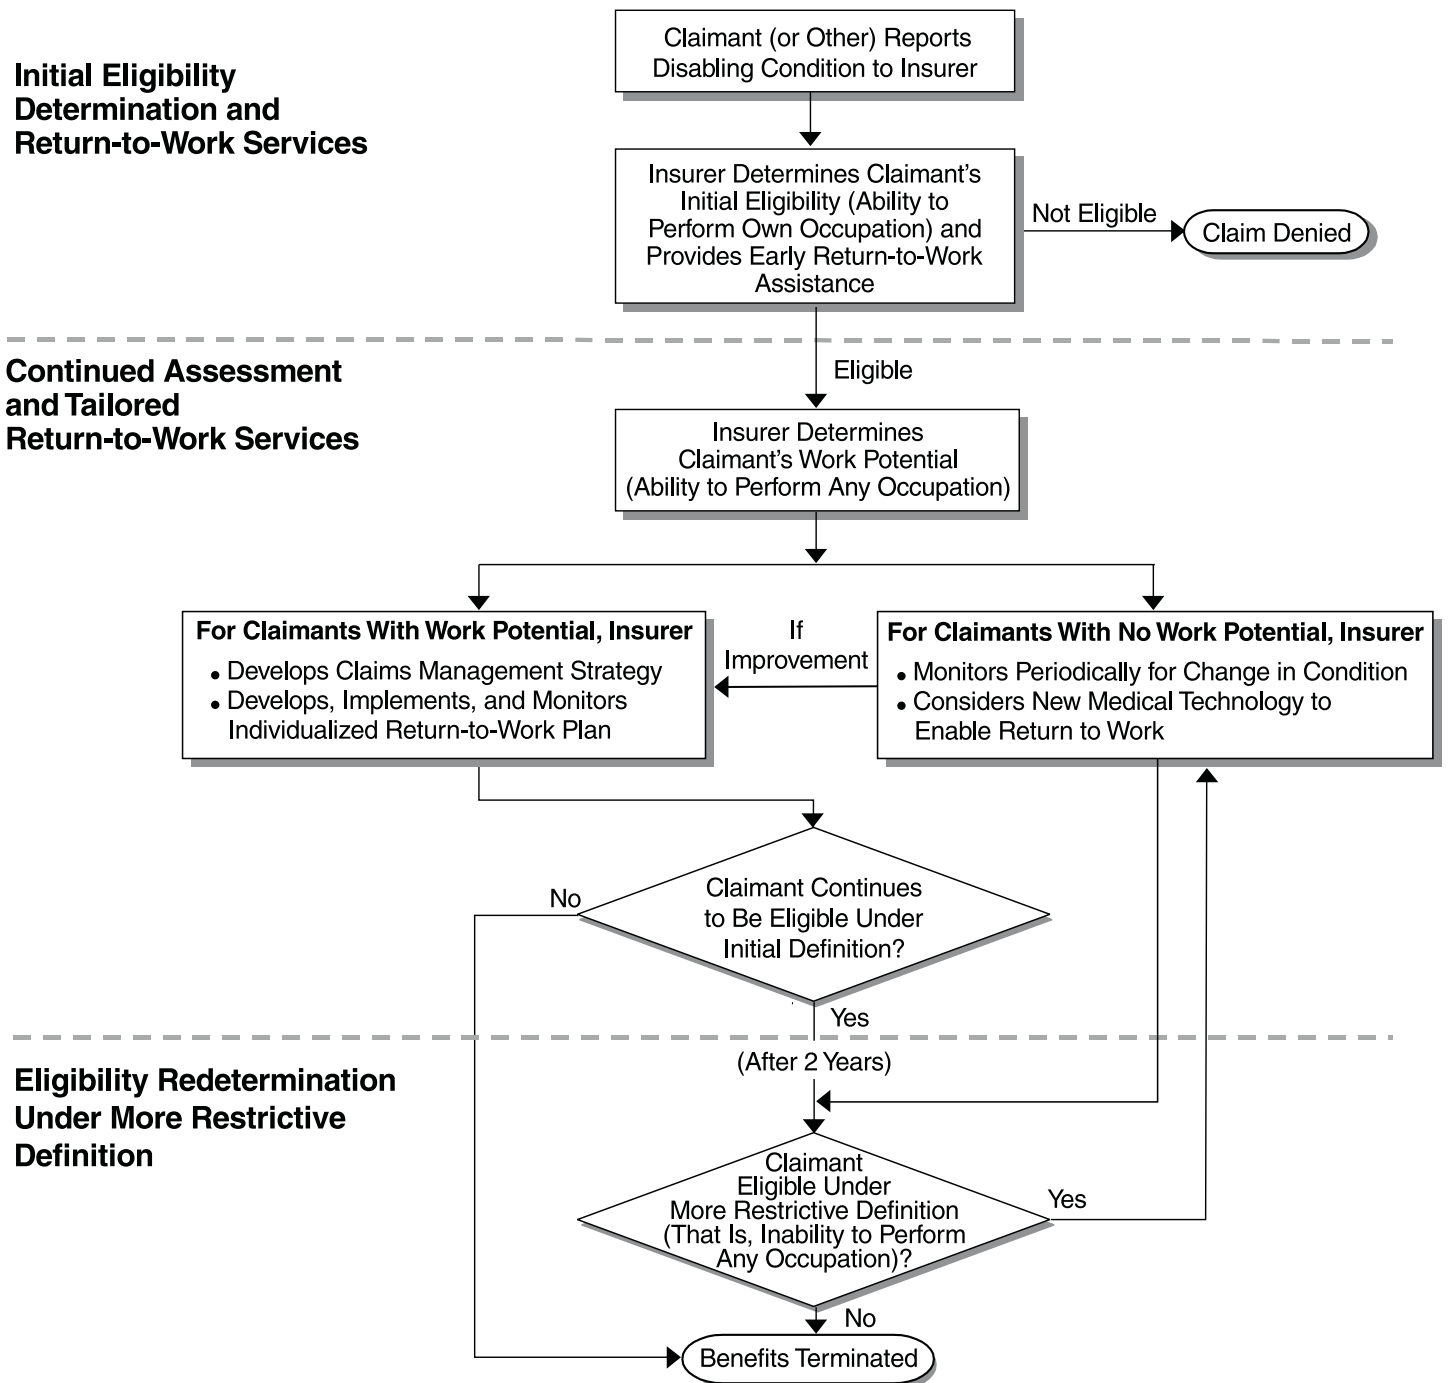 Claimant (or Other) Reports
Disabling Condition to Insurer
Initial Eligibility
Determination and
Return-to-Work Services
Insurer Determines Claimant's
Initial Eligibility (Ability to
Perform Own Occupation) and
Provides Early Return-to-Work
Assistance
Not Eligible
Claim Denied
Continued Assessment
and Tailored
Return-to-Work Services
Eligible
Insurer Determines
Claimant's Work Potential
(Ability to Perform Any Occupation)
For Claimants With Work Potential, Insurer
• Develops Claims Management Strategy
• Develops, Implements, and Monitors
Individualized Return-to-Work Plan
If
Improvement
For Claimants With No Work Potential, Insurer
• Monitors Periodically for Change in Condition
• Considers New Medical Technology to
Enable Return to Work
No
Claimant Continues
to Be Eligible Under
Initial Definition?
Yes
(After 2 Years)
Eligibility Redetermination
Under More Restrictive
Definition
Claimant
Eligible Under
More Restrictive Definition
(That Is, Inability to Perform
Any Occupation)?
Yes
No
Benefits Terminated